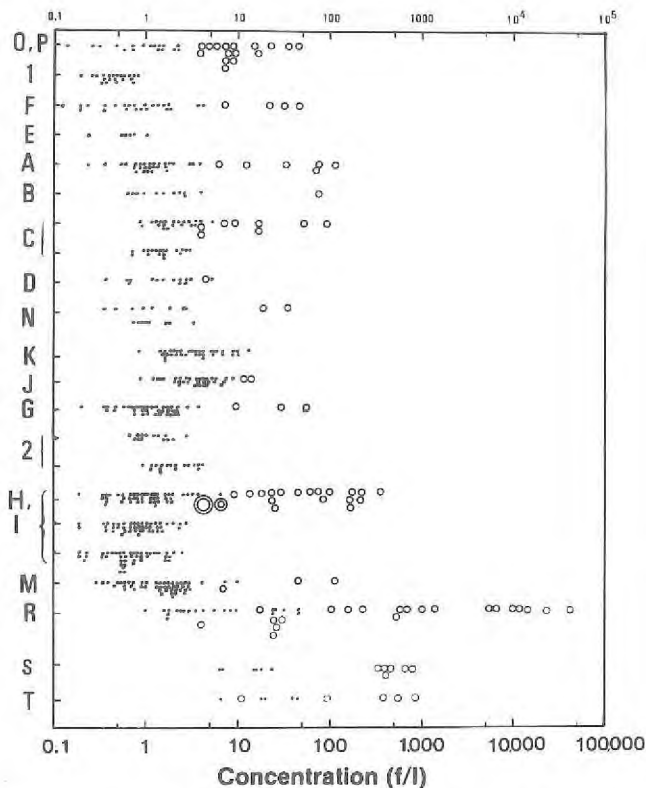 0.1 1 10 100 1000 10⁴ 10⁵
O,P
1
F
E
A
B
C
D
N
K
J
G
2
H,
I
M
R
S
T
0.1 1 10 100 1,000 10,000 100,000
Concentration (f/l)